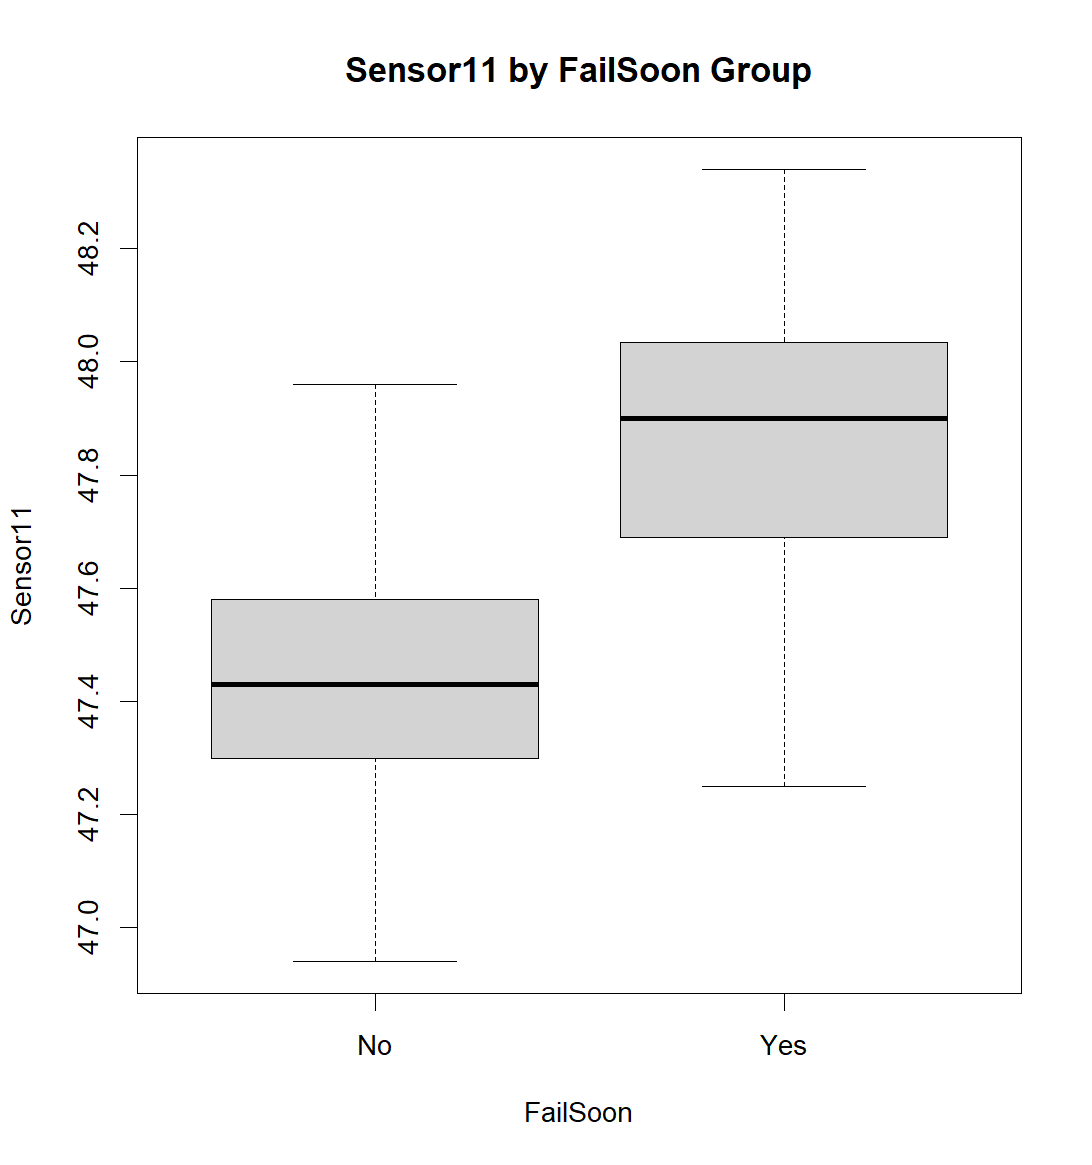 Sensor11 by FailSoon Group
48.2
48.0
47.8
47.6
47.4
47.2
47.0
Sensor11
No
Yes
FailSoon